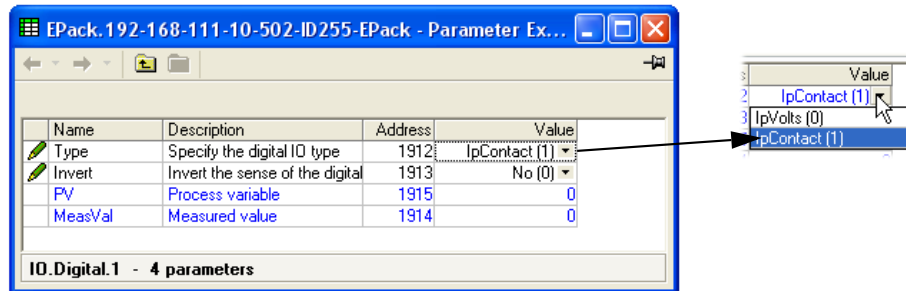 EPack.192-168-111-10-502-ID255-EPack - Parameter Ex...
Name Description Address Value
Type Specify the digital IO type 1912 IpContact (1)
Invert Invert the sense of the digital 1913 No (0)
PV Process variable 1915 0
MeasVal Measured value 1914 0
IO.Digital.1 - 4 parameters
Value
2 IpContact (1)
3 IpVolts (0)
IpContact (1)